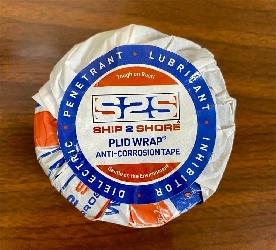 DIELECTRIC • PENETRANT • LUBRICANT • INHIBITOR
Tough on Rust!
S2S
SHIP 2 SHORE
PLIO WRAP®
ANTI-CORROSION TAPE
Gentle on the Environment!